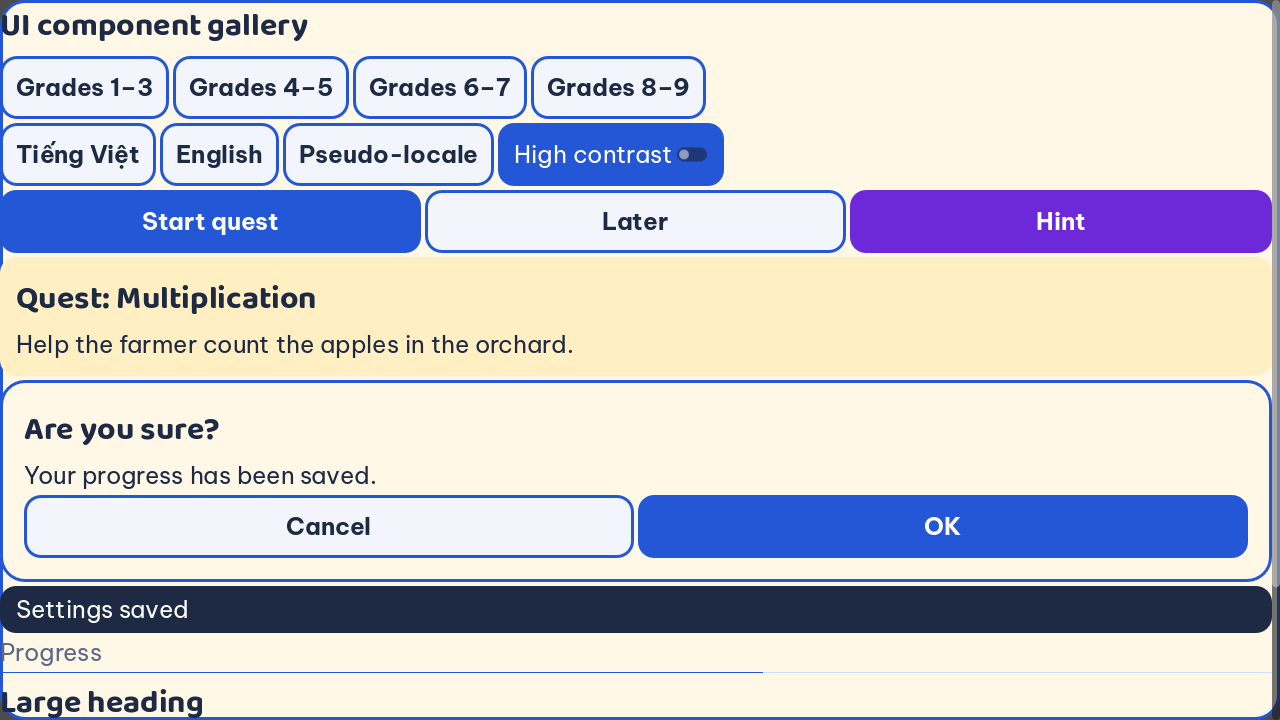 UI component gallery
Grades 1–3 Grades 4–5 Grades 6–7 Grades 8–9
Tiếng Việt English Pseudo-locale High contrast
Start quest Later Hint
Quest: Multiplication
Help the farmer count the apples in the orchard.
Are you sure?
Your progress has been saved.
Cancel OK
Settings saved
Progress
Large heading